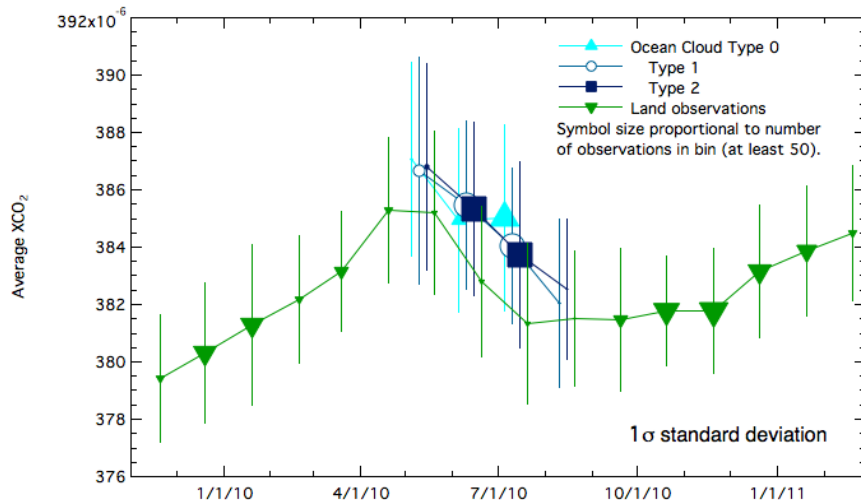 392x10⁻⁶
390
388
386
384
382
380
378
376
Average XCO₂
Ocean Cloud Type 0
Type 1
Type 2
Land observations
Symbol size proportional to number
of observations in bin (at least 50).
1σ standard deviation
1/1/10
4/1/10
7/1/10
10/1/10
1/1/11